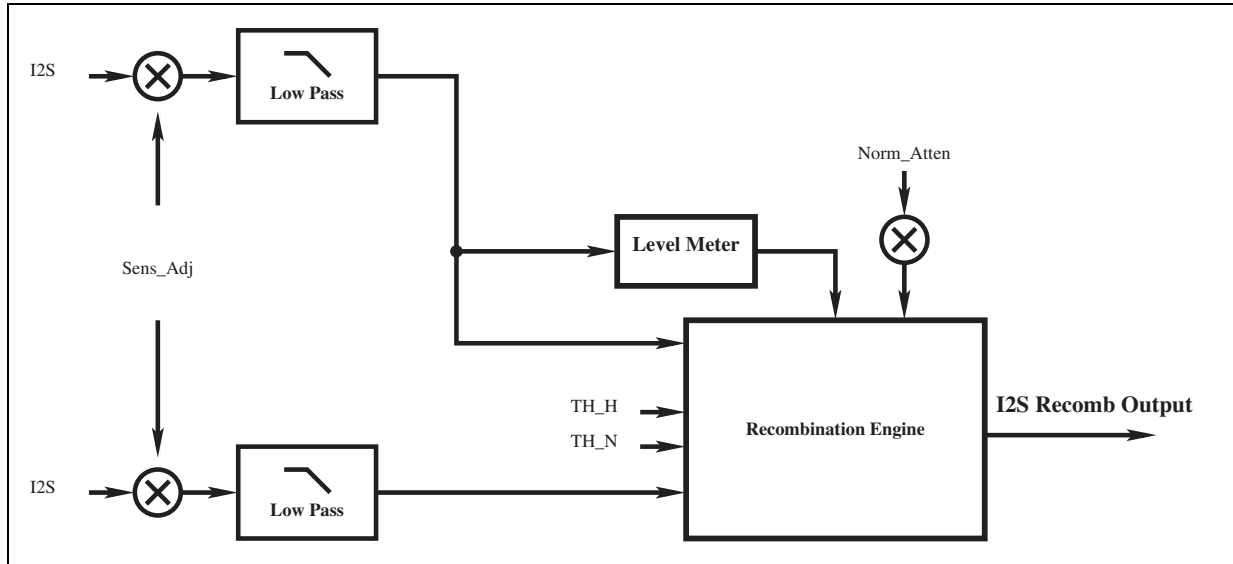 I2S
Low Pass
Norm_Atten
Level Meter
Sens_Adj
TH_H
I2S Recomb Output
Recombination Engine
TH_N
I2S
Low Pass